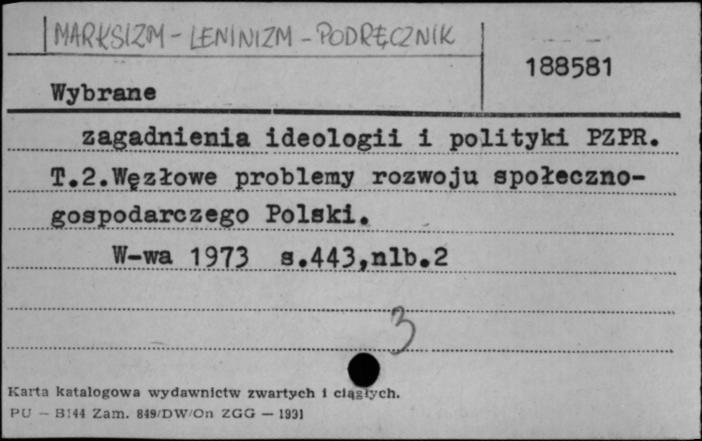 MARKSIZM - LENINIZM - PODRĘCZNIK
188581
Wybrane
zagadnienia ideologii i polityki PZPR.
T.2.Węzłowe problemy rozwoju społeczno-
gospodarczego Polski.
W-wa 1973 s.443,nlb.2
3
Karta katalogowa wydawnictw zwartych i ciągłych.
PU — B144 Zam. 849/DW/On ZGG — 1931